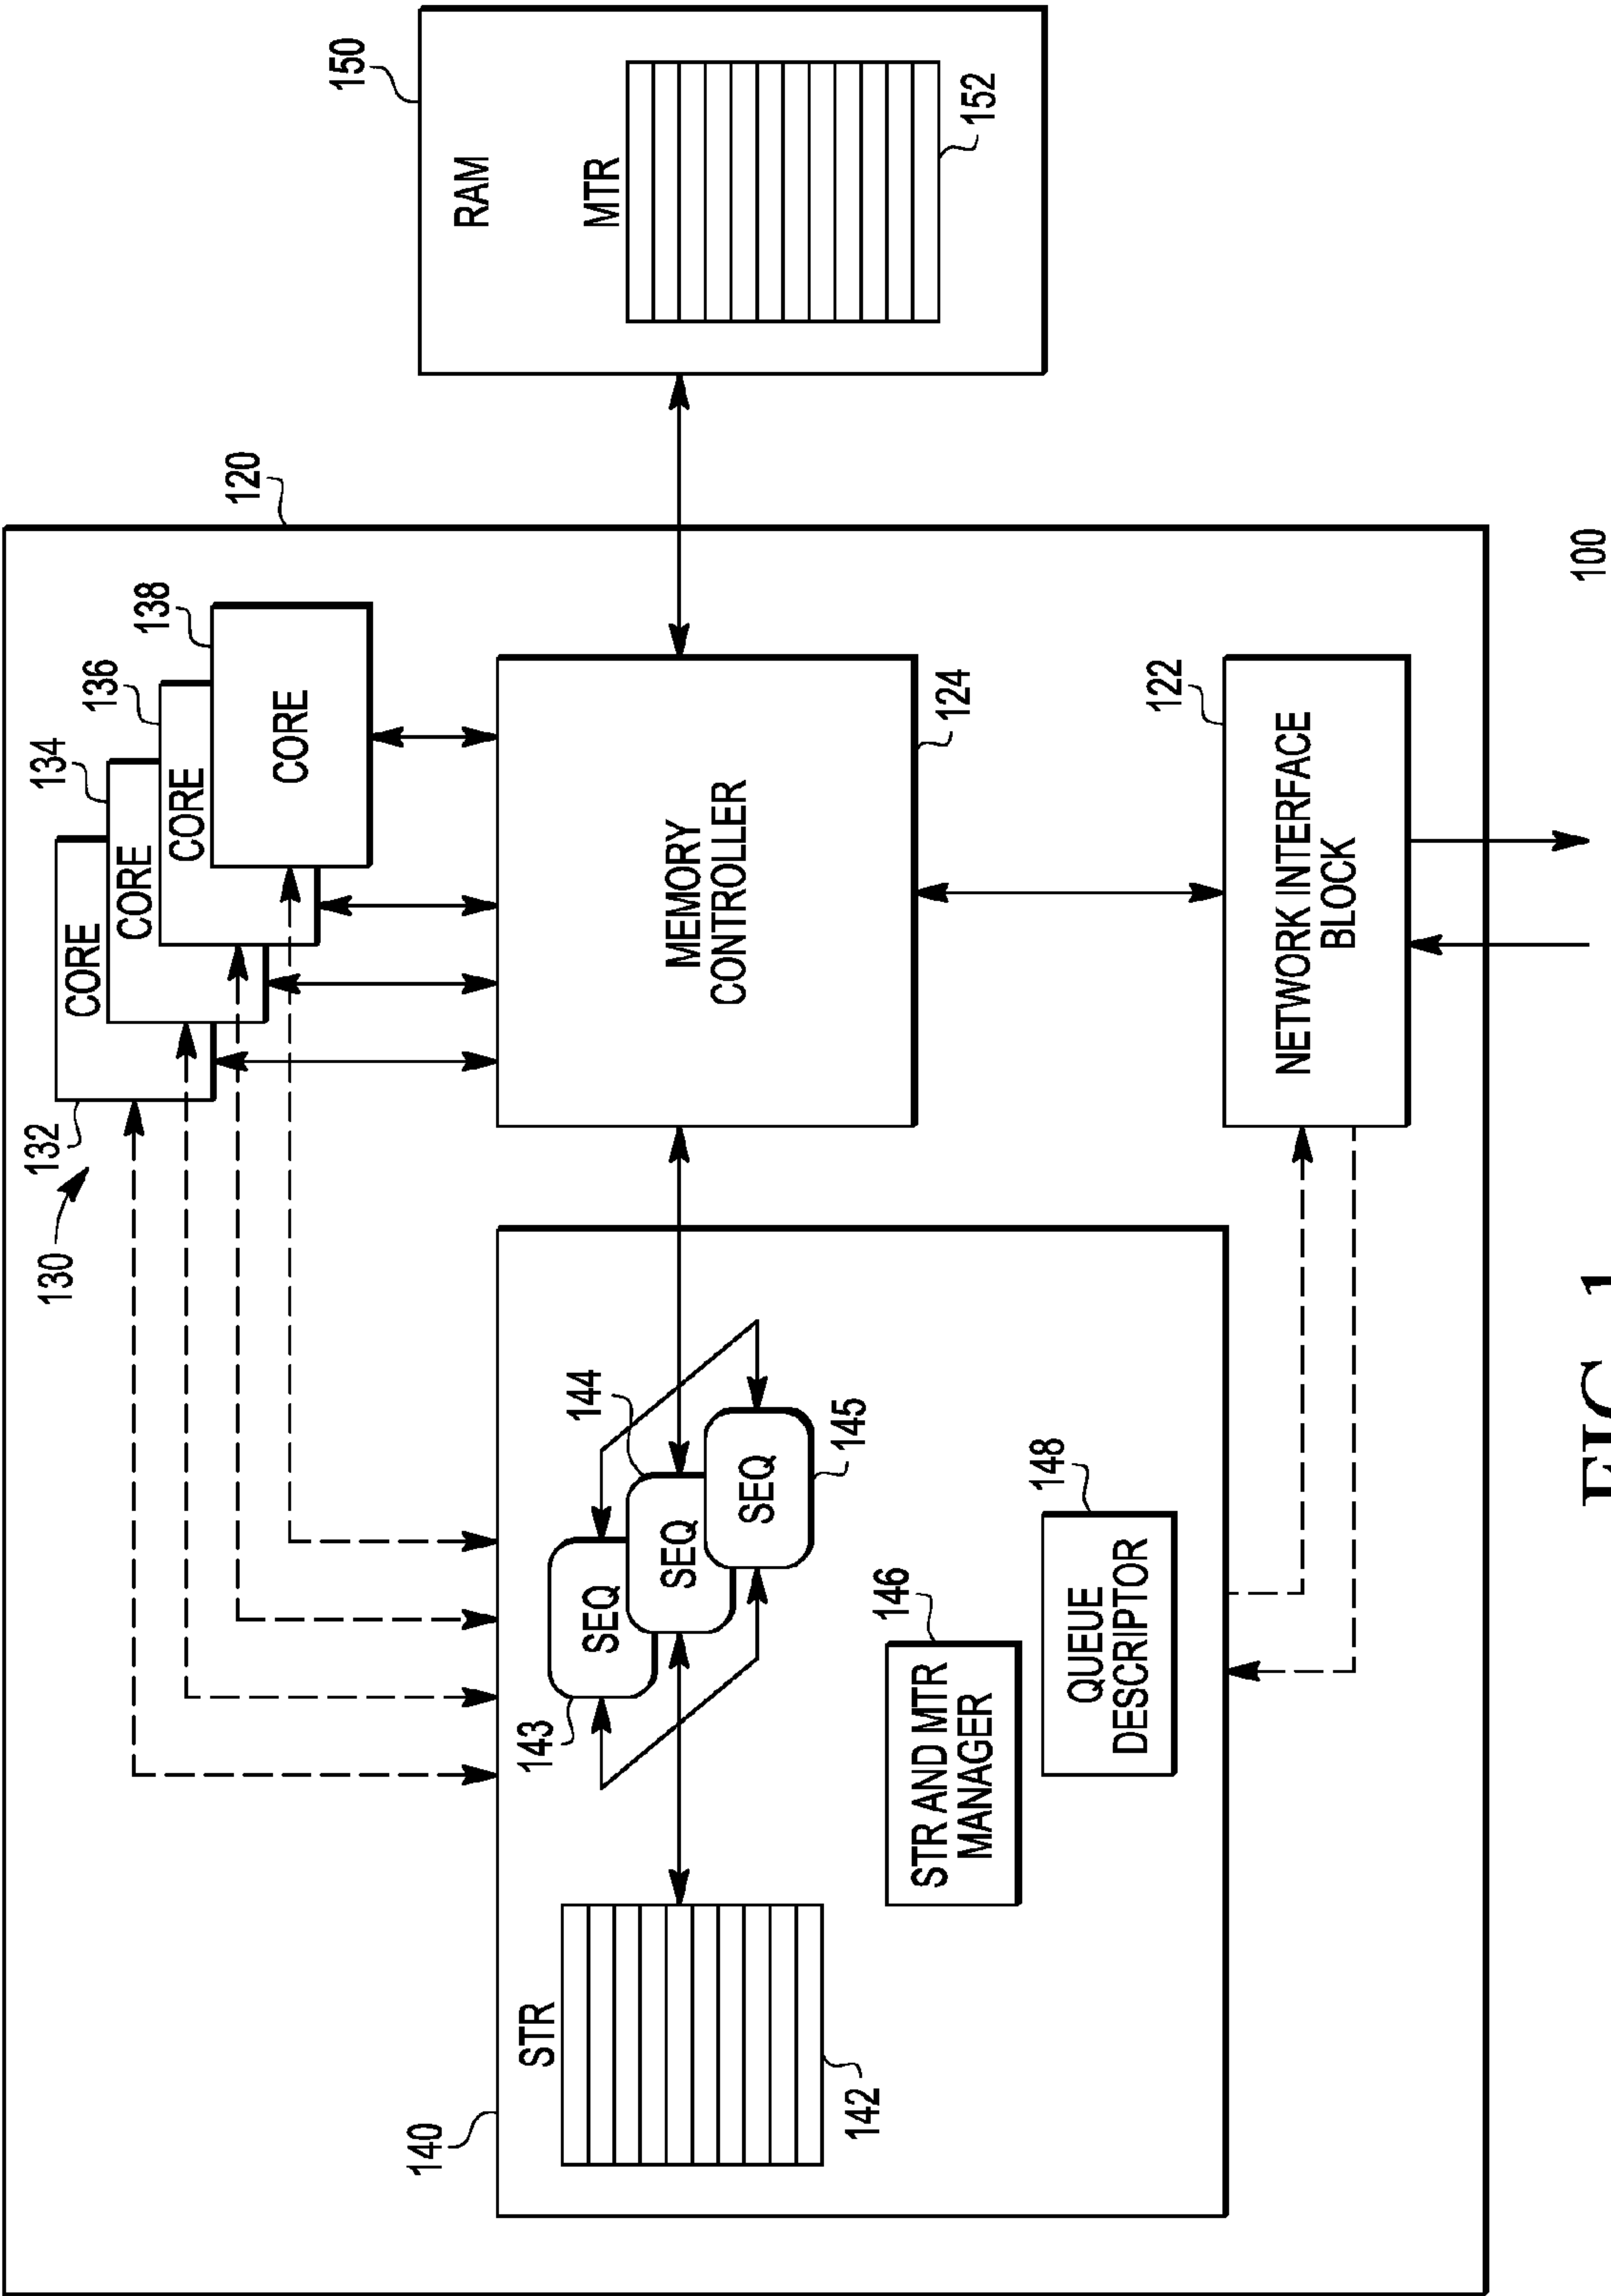 120
130
132
134
136
138
CORE
CORE
CORE
CORE
150
RAM
MTR
152
140
STR
142
143
144
145
SEQ
SEQ
SEQ
146
STR AND MTR
MANAGER
148
QUEUE
DESCRIPTOR
MEMORY
CONTROLLER
124
122
NETWORK INTERFACE
BLOCK
100
FIG. 1